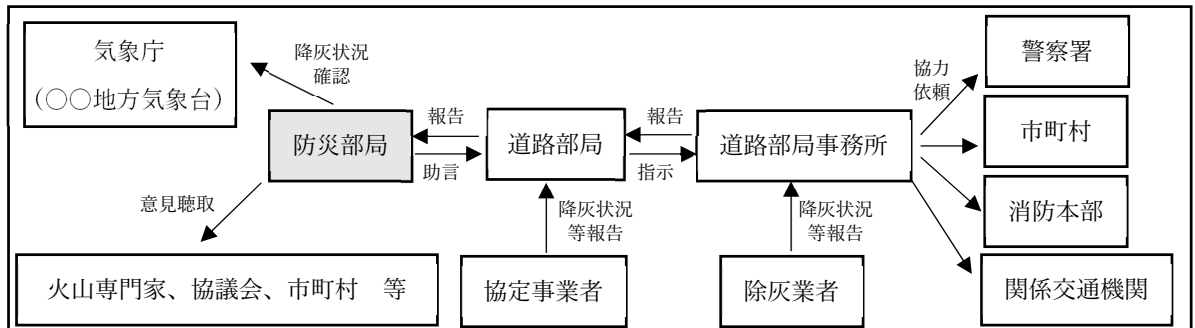 気象庁
（○○地方気象台）
降灰状況
確認
防災部局
報告
助言
道路部局
報告
指示
道路部局事務所
協力
依頼
警察署
市町村
消防本部
関係交通機関
意見聴取
火山専門家、協議会、市町村　等
降灰状況
等報告
協定事業者
降灰状況
等報告
除灰業者